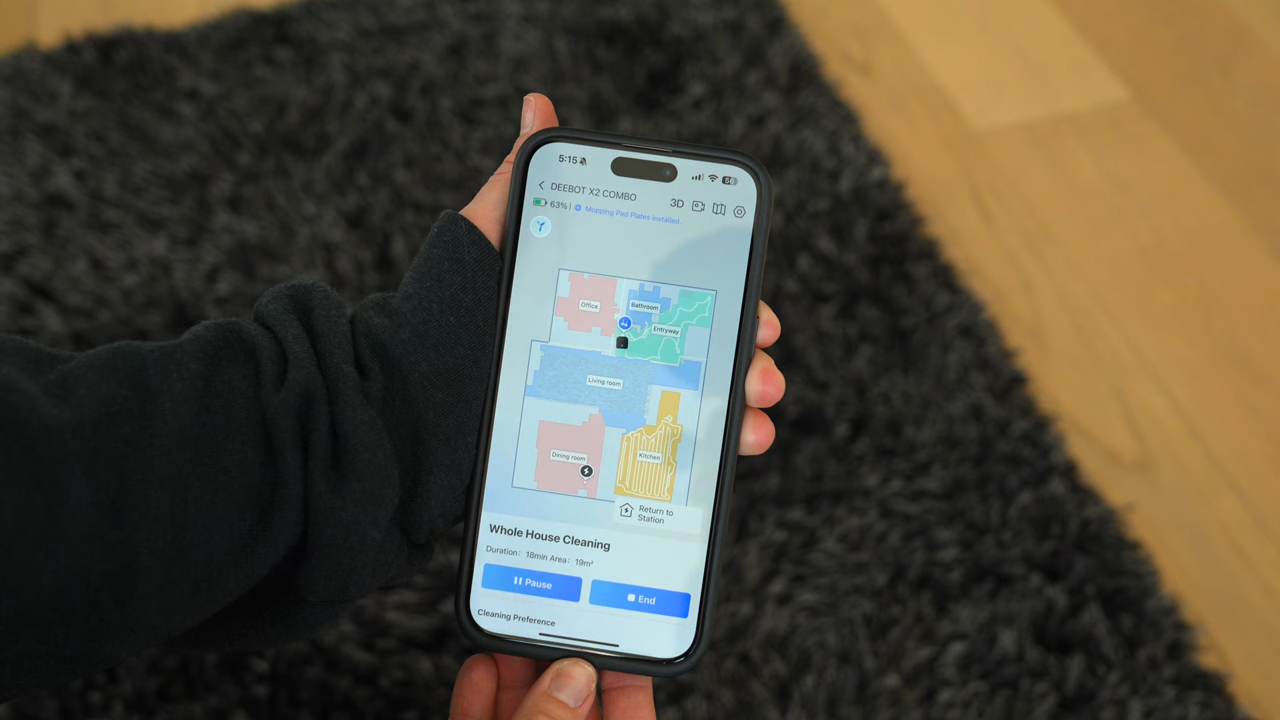 5:15
DEEBOT X2 COMBO
3D
63% | Mopping Pad Plates installed.
Office
Bathroom
Entryway
Living room
Dining room
Kitchen
Return to
Station
Whole House Cleaning
Duration: 18min Area: 19m²
Pause
End
Cleaning Preference